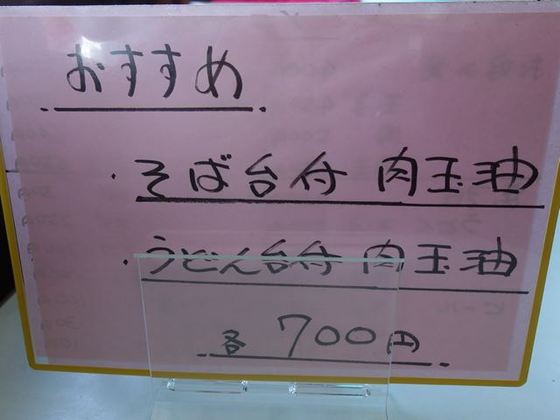 おすすめ
・そば台付 肉玉油
・うどん台付 肉玉油
各 700円